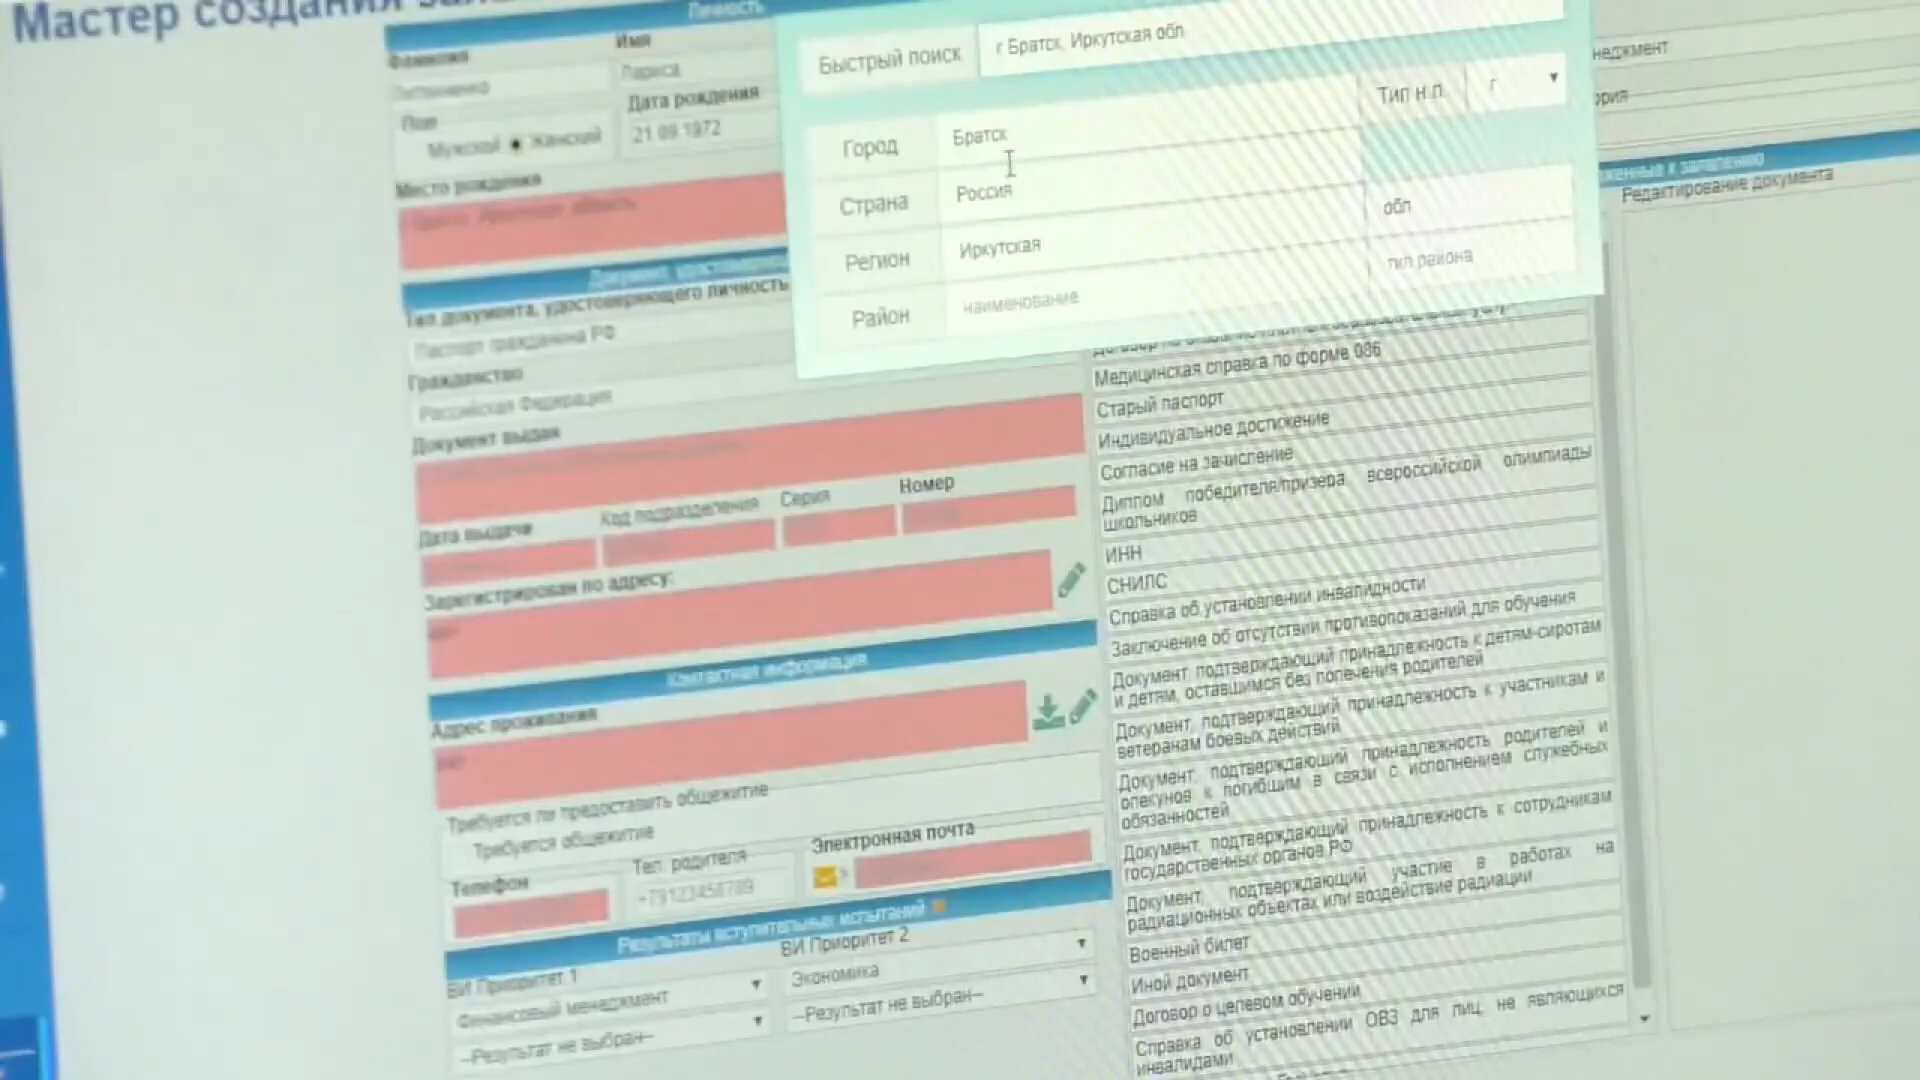 Мастер создания
Личность
Фамилия
Имя
Литвиненко
Лариса
Пол
Дата рождения
Мужской Женский
21 09 1972
Место рождения
Быстрый поиск
г Братск, Иркутская обл
Город
Братск
Тип н.п.
г
Страна
Россия
Регион
Иркутская
обл
Район
наименование
тип района
Тип документа, удостоверяющего личность
Паспорт гражданина РФ
Гражданство
Российская Федерация
Документ выдан
Дата выдачи
Код подразделения
Серия
Номер
Зарегистрирован по адресу:
Контактная информация
Адрес проживания
Требуется ли предоставить общежитие
Требуется общежитие
Телефон
Тел. родителя
+79123456789
Электронная почта
Результаты вступительных испытаний
ВИ Приоритет 1
ВИ Приоритет 2
Финансовый менеджмент
Экономика
--Результат не выбран--
--Результат не выбран--
Медицинская справка по форме 086
Старый паспорт
Индивидуальное достижение
Согласие на зачисление
Диплом победителя/призера всероссийской олимпиады
школьников
ИНН
СНИЛС
Справка об установлении инвалидности
Заключение об отсутствии противопоказаний для обучения
Документ, подтверждающий принадлежность к детям-сиротам
и детям, оставшимся без попечения родителей
Документ, подтверждающий принадлежность к участникам и
ветеранам боевых действий
Документ, подтверждающий принадлежность родителей и
опекунов к погибшим в связи с исполнением служебных
обязанностей
Документ, подтверждающий принадлежность к сотрудникам
государственных органов РФ
Документ, подтверждающий участие в работах на
радиационных объектах или воздействие радиации
Военный билет
Иной документ
Договор о целевом обучении
Справка об установлении ОВЗ для лиц, не являющихся
инвалидами
неджмент
ория
женные к заявлению
Редактирование документа